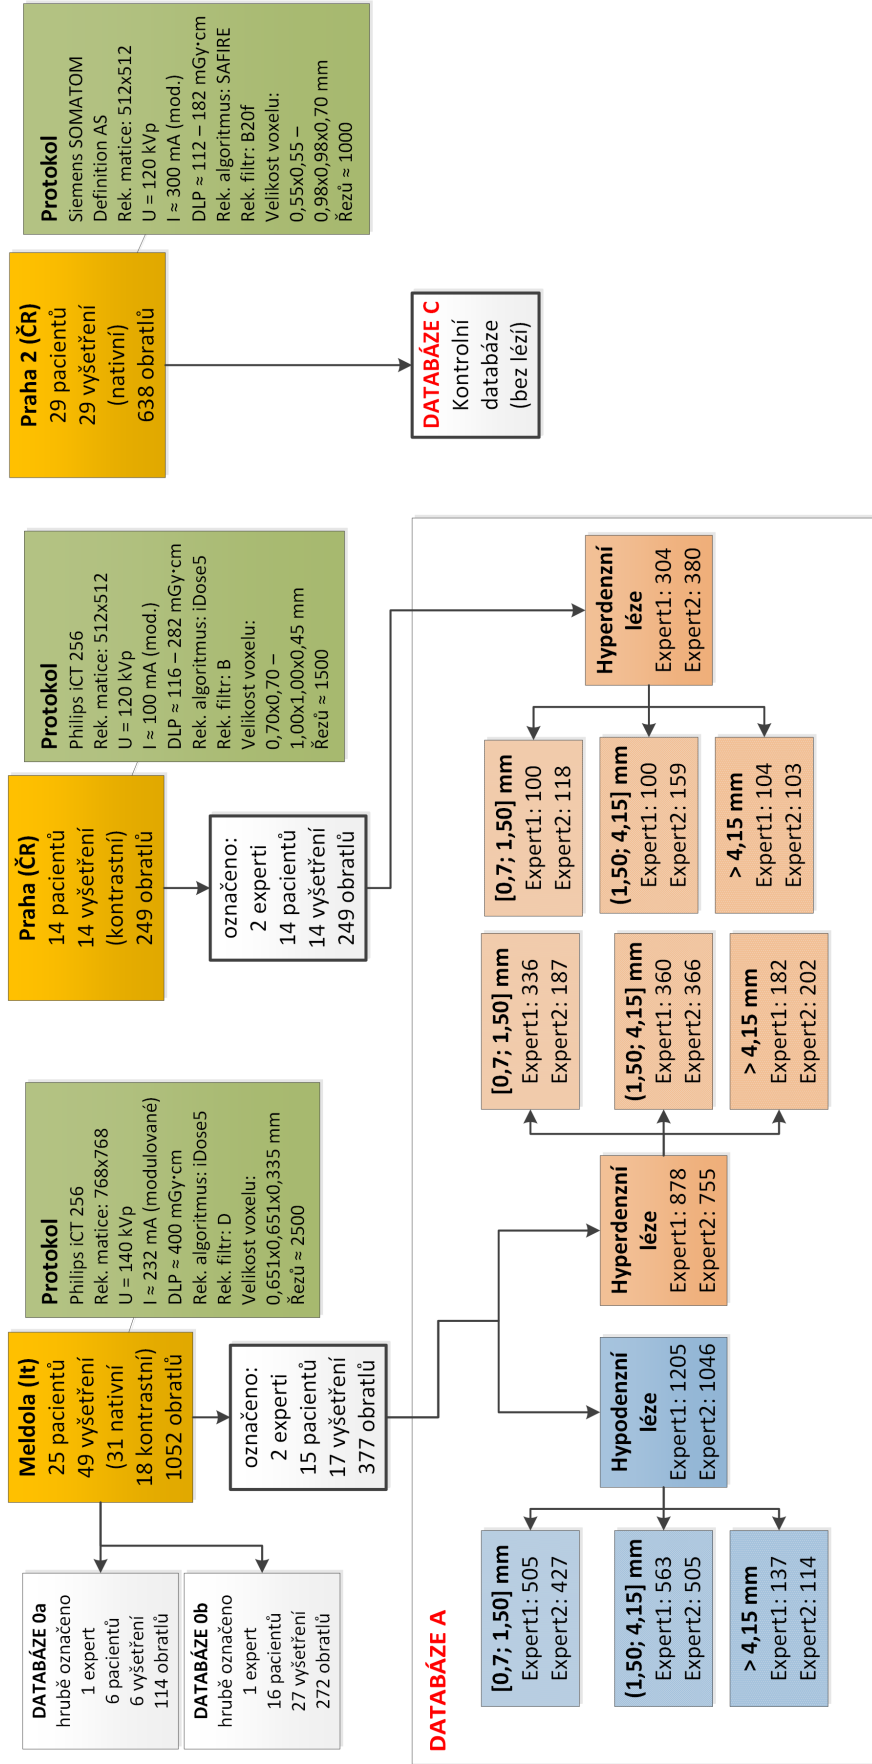 Meldola (It)
25 pacientů
49 vyšetření
(31 nativní
18 kontrastní)
1052 obratlů
Protokol
Philips iCT 256
Rek. matice: 768x768
U = 140 kVp
I ≈ 232 mA (modulované)
DLP ≈ 400 mGy·cm
Rek. algoritmus: iDose5
Rek. filtr: D
Velikost voxelu:
0,651x0,651x0,335 mm
Řezů ≈ 2500
Praha (ČR)
14 pacientů
14 vyšetření
(kontrastní)
249 obratlů
Protokol
Philips iCT 256
Rek. matice: 512x512
U = 120 kVp
I ≈ 100 mA (mod.)
DLP ≈ 116 – 282 mGy·cm
Rek. algoritmus: iDose5
Rek. filtr: B
Velikost voxelu:
0,70x0,70 –
1,00x1,00x0,45 mm
Řezů ≈ 1500
Praha 2 (ČR)
29 pacientů
29 vyšetření
(nativní)
638 obratlů
Protokol
Siemens SOMATOM
Definition AS
Rek. matice: 512x512
U = 120 kVp
I ≈ 300 mA (mod.)
DLP ≈ 112 – 182 mGy·cm
Rek. algoritmus: SAFIRE
Rek. filtr: B20f
Velikost voxelu:
0,55x0,55 –
0,98x0,98x0,70 mm
Řezů ≈ 1000
DATABÁZE 0a
hrubě označeno
1 expert
6 pacientů
6 vyšetření
114 obratlů
DATABÁZE 0b
hrubě označeno
1 expert
16 pacientů
27 vyšetření
272 obratlů
označeno:
2 experti
15 pacientů
17 vyšetření
377 obratlů
označeno:
2 experti
14 pacientů
14 vyšetření
249 obratlů
DATABÁZE C
Kontrolní
databáze
(bez lézí)
DATABÁZE A
[0,7; 1,50] mm
Expert1: 505
Expert2: 427
(1,50; 4,15] mm
Expert1: 563
Expert2: 505
> 4,15 mm
Expert1: 137
Expert2: 114
Hypodenzní
léze
Expert1: 1205
Expert2: 1046
Hyperdenzní
léze
Expert1: 878
Expert2: 755
[0,7; 1,50] mm
Expert1: 336
Expert2: 187
(1,50; 4,15] mm
Expert1: 360
Expert2: 366
> 4,15 mm
Expert1: 182
Expert2: 202
[0,7; 1,50] mm
Expert1: 100
Expert2: 118
(1,50; 4,15] mm
Expert1: 100
Expert2: 159
> 4,15 mm
Expert1: 104
Expert2: 103
Hyperdenzní
léze
Expert1: 304
Expert2: 380